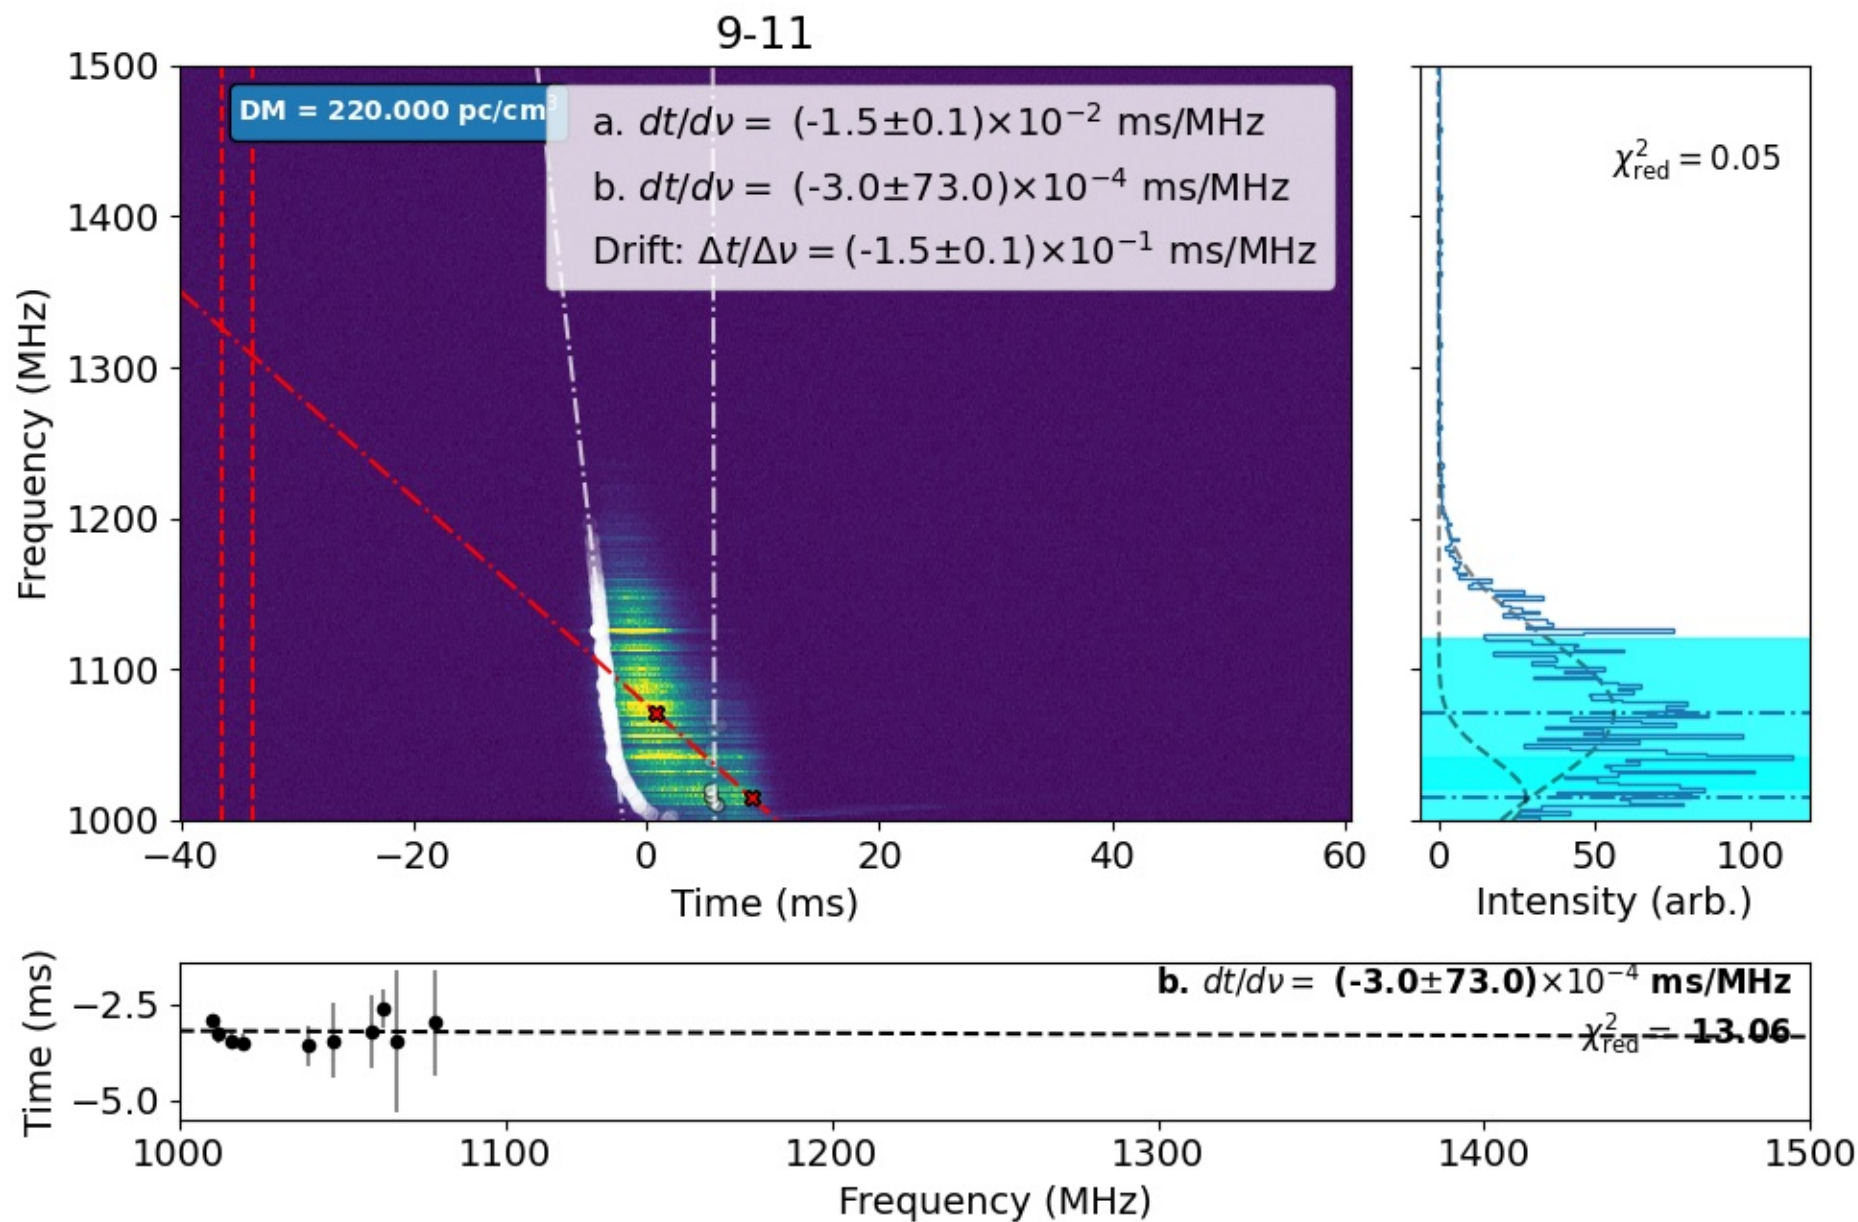 9-11
DM = 220.000 pc/cm³
a. dt/dν = (-1.5±0.1)×10⁻² ms/MHz
b. dt/dν = (-3.0±73.0)×10⁻⁴ ms/MHz
Drift: Δt/Δν = (-1.5±0.1)×10⁻¹ ms/MHz
χ²red = 0.05
Frequency (MHz)
1500
1400
1300
1200
1100
1000
−40 −20 0 20 40 60
Time (ms)
0 50 100
Intensity (arb.)
Time (ms)
−2.5
−5.0
b. dt/dν = (-3.0±73.0)×10⁻⁴ ms/MHz
χ²red = 13.06
1000 1100 1200 1300 1400 1500
Frequency (MHz)